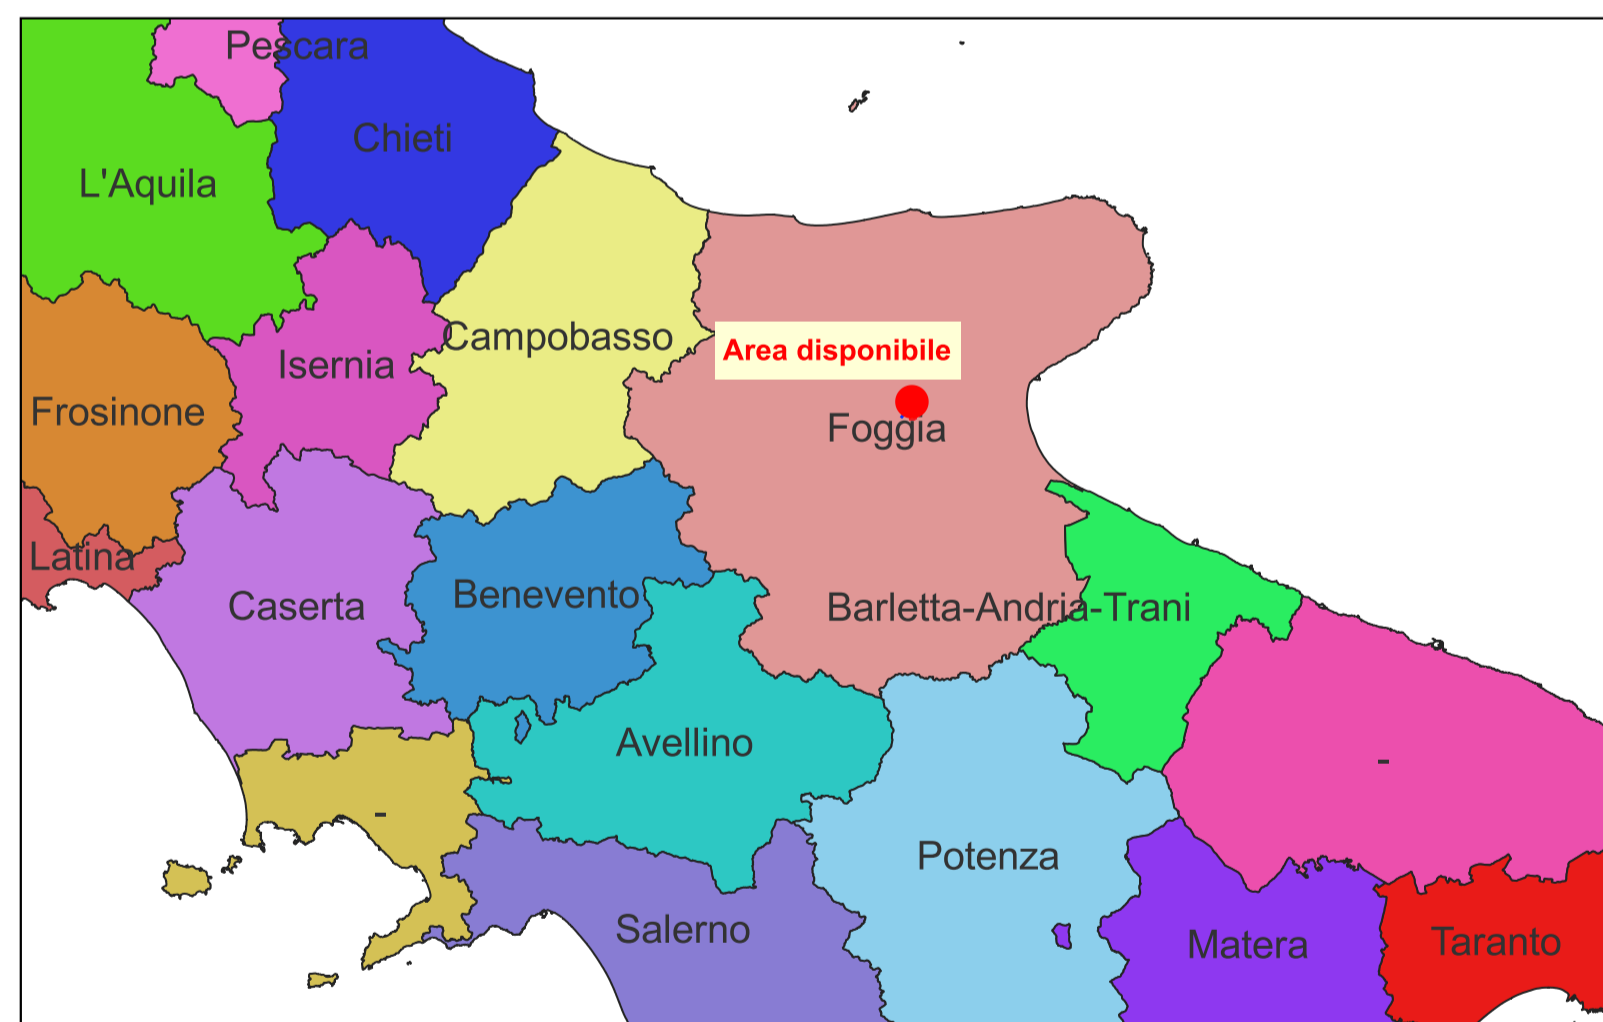 Pescara
Chieti
L'Aquila
Campobasso
Area disponibile
Isernia
Frosinone
Foggia
Latina
Benevento
Caserta
Barletta-Andria-Trani
Avellino
-
-
Potenza
Salerno
Matera
Taranto